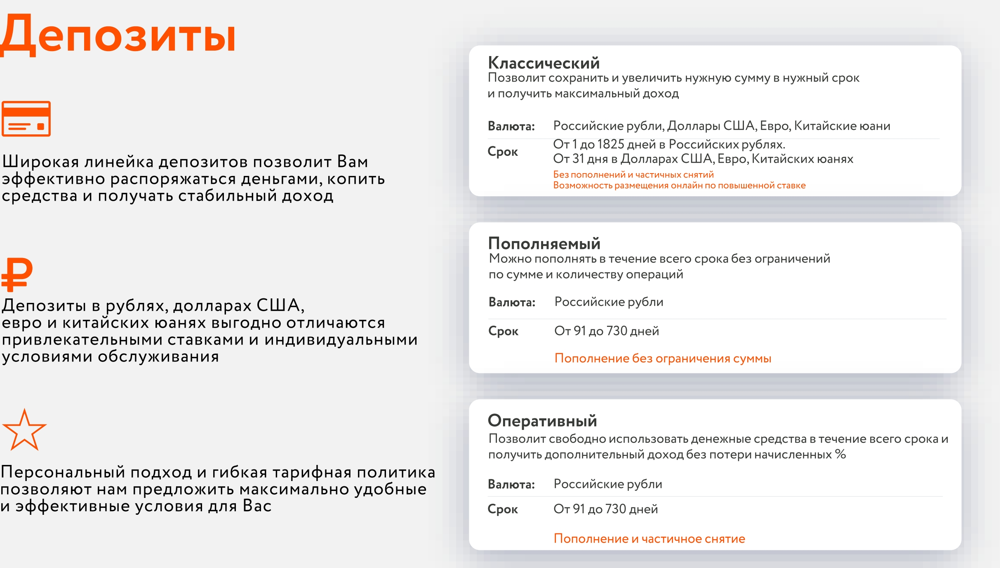 Депозиты
Широкая линейка депозитов позволит Вам
эффективно распоряжаться деньгами, копить
средства и получать стабильный доход
Депозиты в рублях, долларах США,
евро и китайских юанях выгодно отличаются
привлекательными ставками и индивидуальными
условиями обслуживания
Персональный подход и гибкая тарифная политика
позволяют нам предложить максимально удобные
и эффективные условия для Вас
Классический
Позволит сохранить и увеличить нужную сумму в нужный срок
и получить максимальный доход
Валюта: Российские рубли, Доллары США, Евро, Китайские юани
Срок От 1 до 1825 дней в Российских рублях.
От 31 дня в Долларах США, Евро, Китайских юанях
Без пополнений и частичных снятий
Возможность размещения онлайн по повышенной ставке
Пополняемый
Можно пополнять в течение всего срока без ограничений
по сумме и количеству операций
Валюта: Российские рубли
Срок От 91 до 730 дней
Пополнение без ограничения суммы
Оперативный
Позволит свободно использовать денежные средства в течение всего срока и
получить дополнительный доход без потери начисленных %
Валюта: Российские рубли
Срок От 91 до 730 дней
Пополнение и частичное снятие